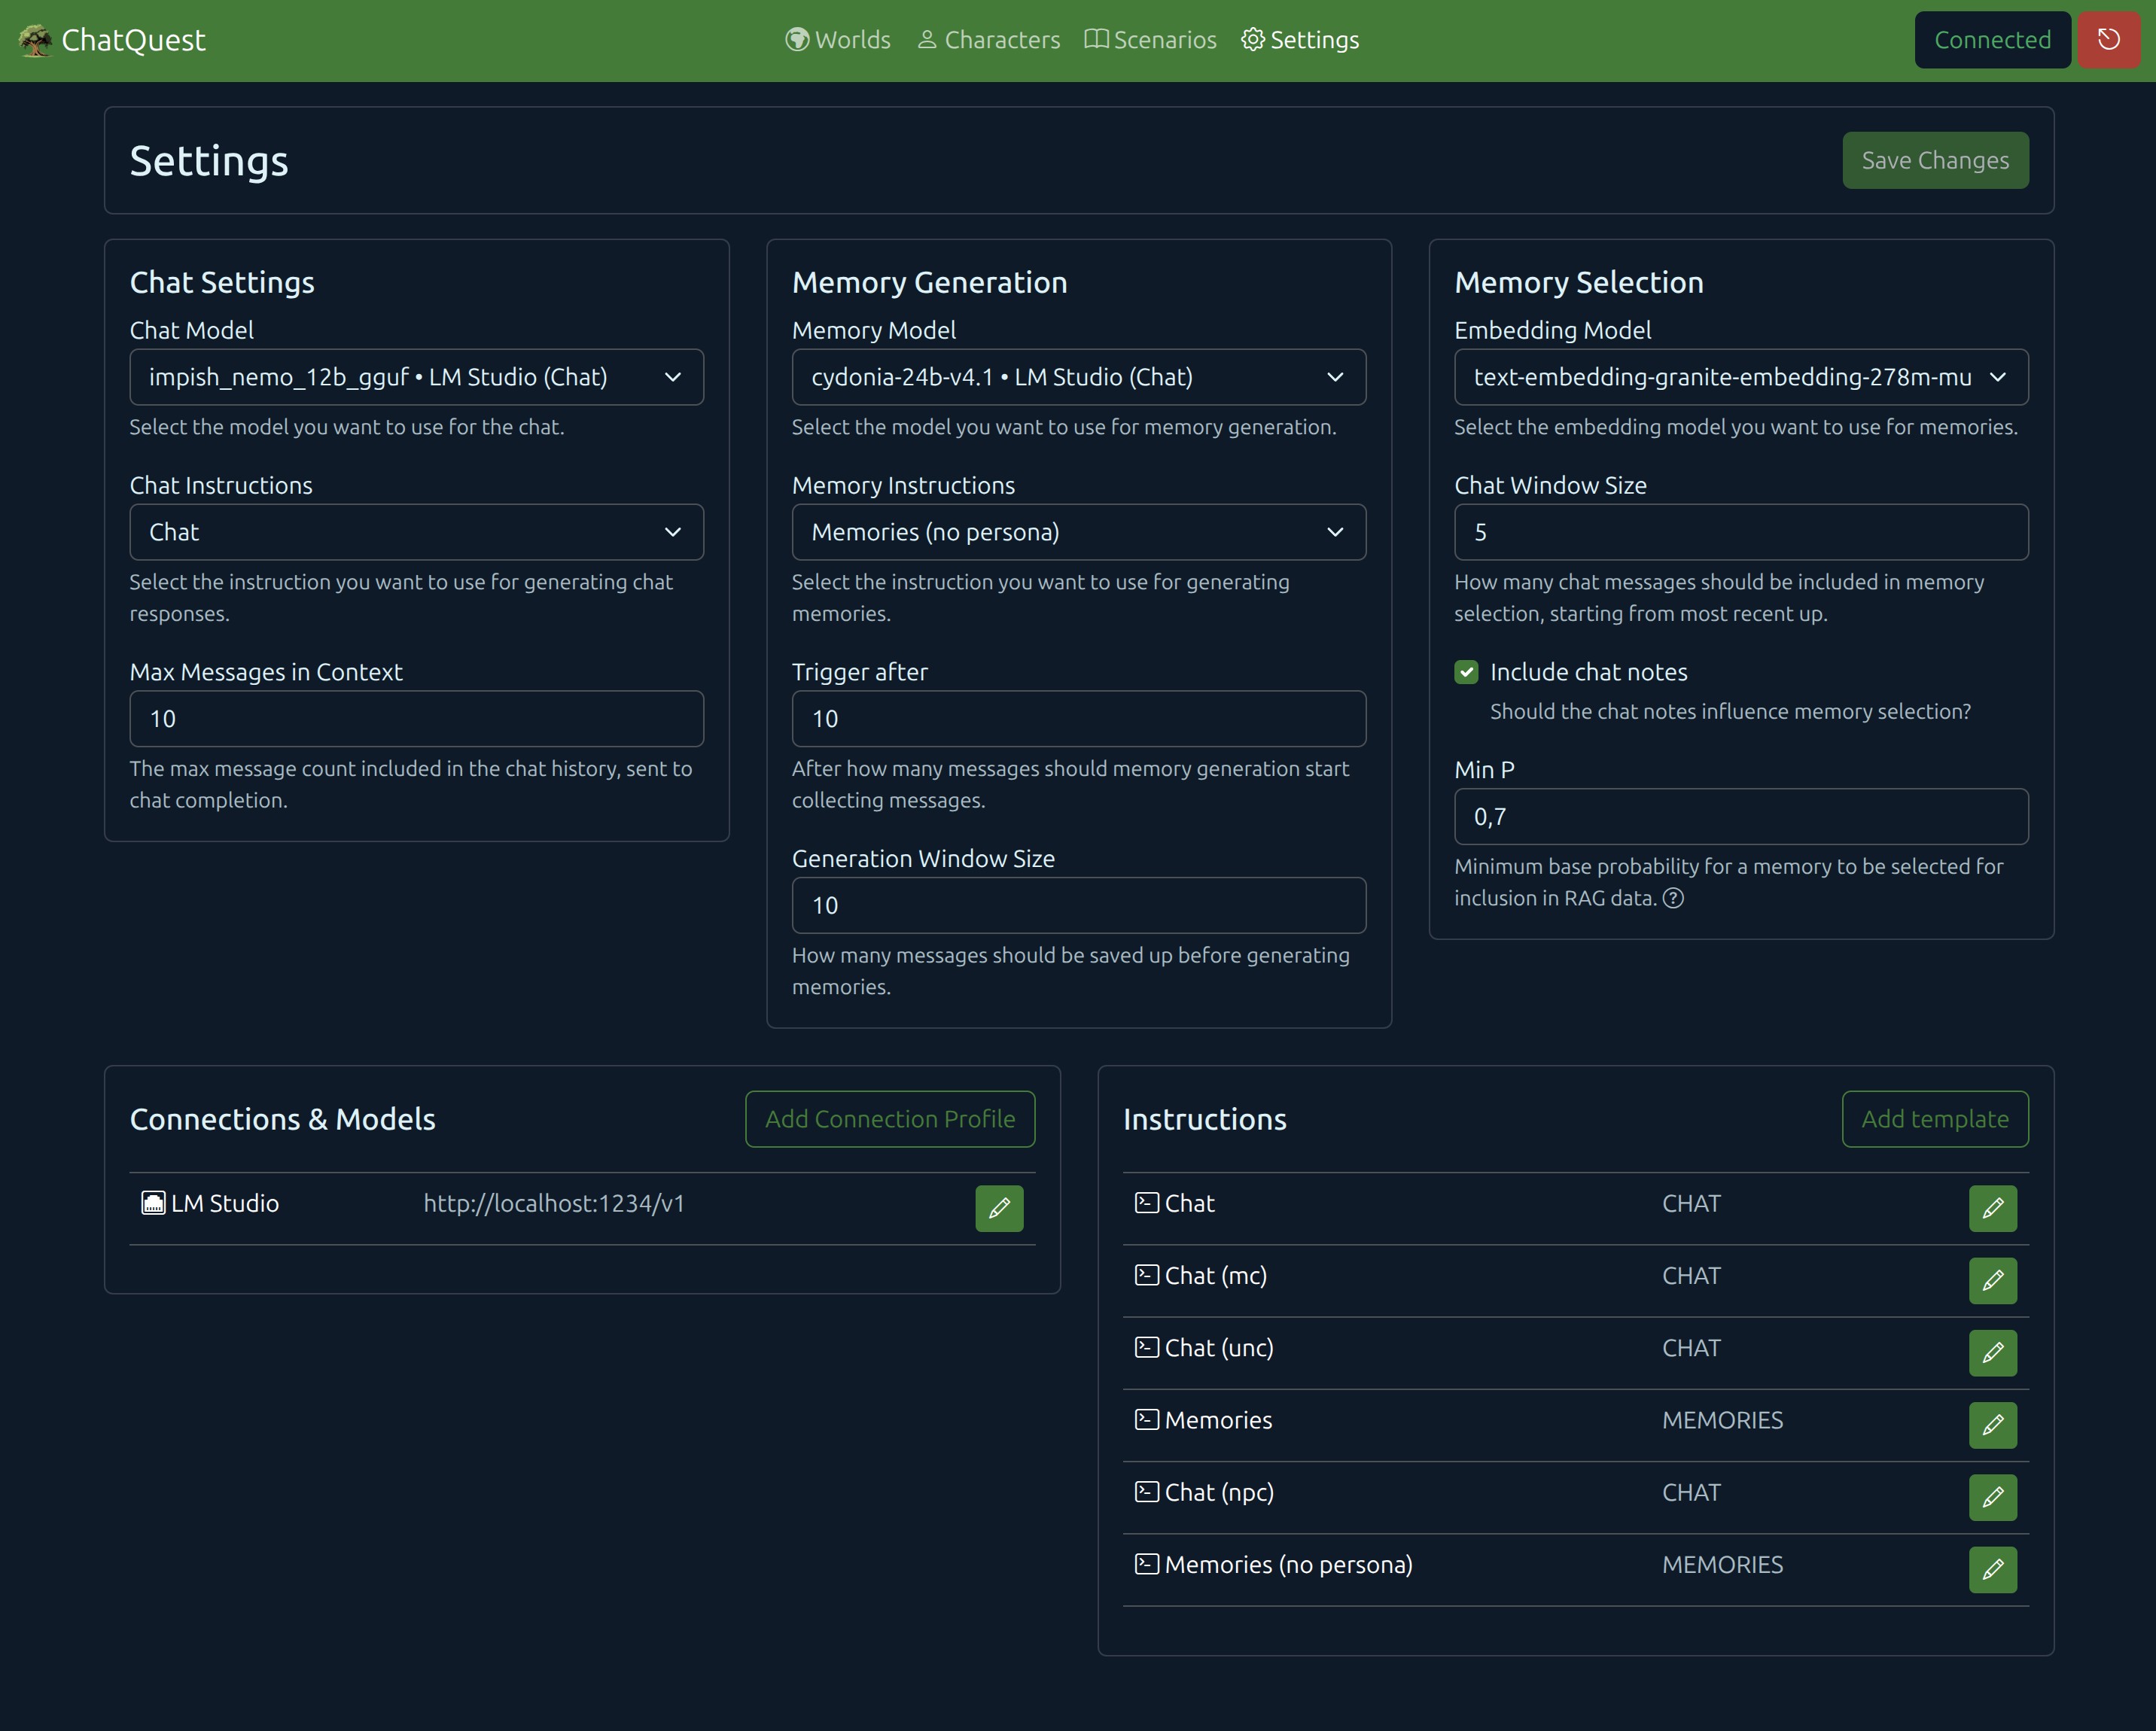 ChatQuest
Worlds
Characters
Scenarios
Settings
Connected
Settings
Save Changes
Chat Settings
Chat Model
impish_nemo_12b_gguf • LM Studio (Chat)
Select the model you want to use for the chat.
Chat Instructions
Chat
Select the instruction you want to use for generating chat
responses.
Max Messages in Context
10
The max message count included in the chat history, sent to
chat completion.
Memory Generation
Memory Model
cydonia-24b-v4.1 • LM Studio (Chat)
Select the model you want to use for memory generation.
Memory Instructions
Memories (no persona)
Select the instruction you want to use for generating
memories.
Trigger after
10
After how many messages should memory generation start
collecting messages.
Generation Window Size
10
How many messages should be saved up before generating
memories.
Memory Selection
Embedding Model
text-embedding-granite-embedding-278m-mu
Select the embedding model you want to use for memories.
Chat Window Size
5
How many chat messages should be included in memory
selection, starting from most recent up.
Include chat notes
Should the chat notes influence memory selection?
Min P
0,7
Minimum base probability for a memory to be selected for
inclusion in RAG data. ?
Connections & Models
Add Connection Profile
LM Studio http://localhost:1234/v1
Instructions
Add template
Chat CHAT
Chat (mc) CHAT
Chat (unc) CHAT
Memories MEMORIES
Chat (npc) CHAT
Memories (no persona) MEMORIES